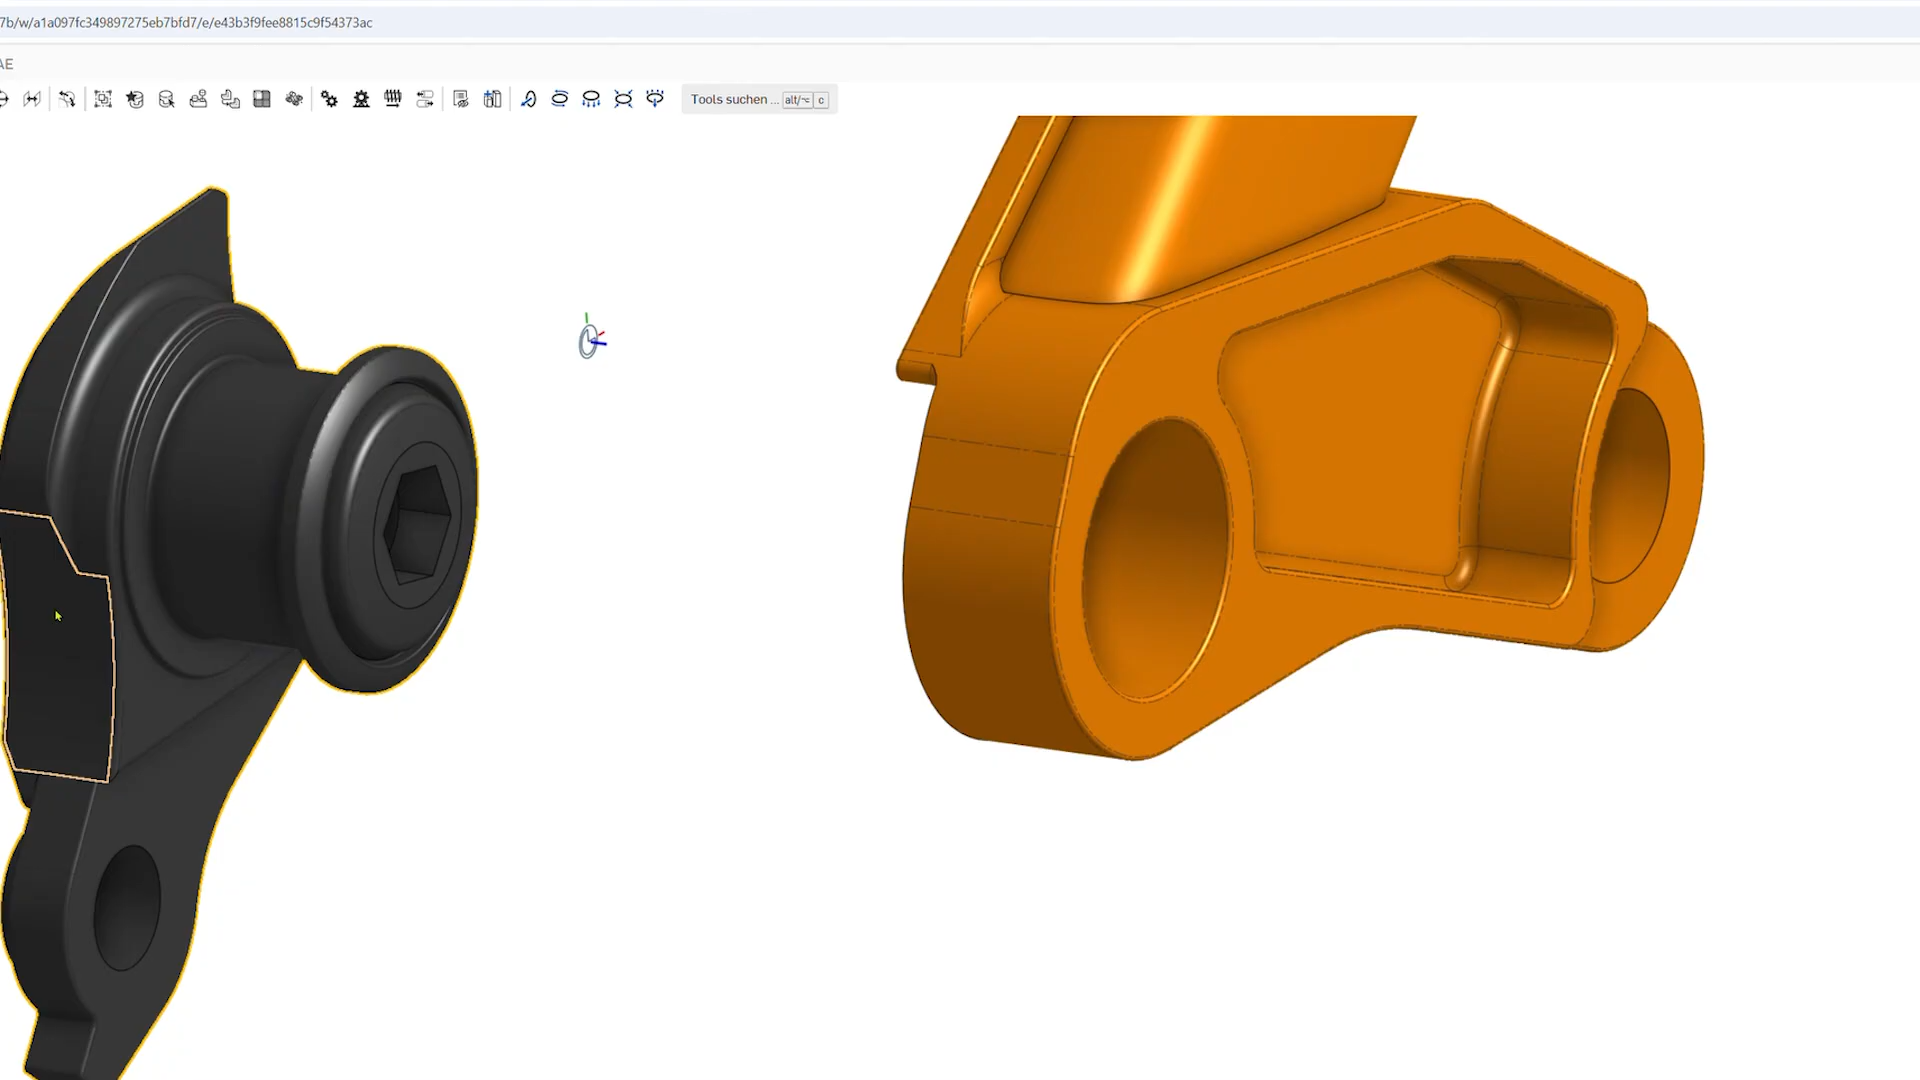 7b/w/a1a097fc349897275eb7bfd7/e/e43b3f9fee8815c9f54373ac
AE
Tools suchen ... alt/⌥ c